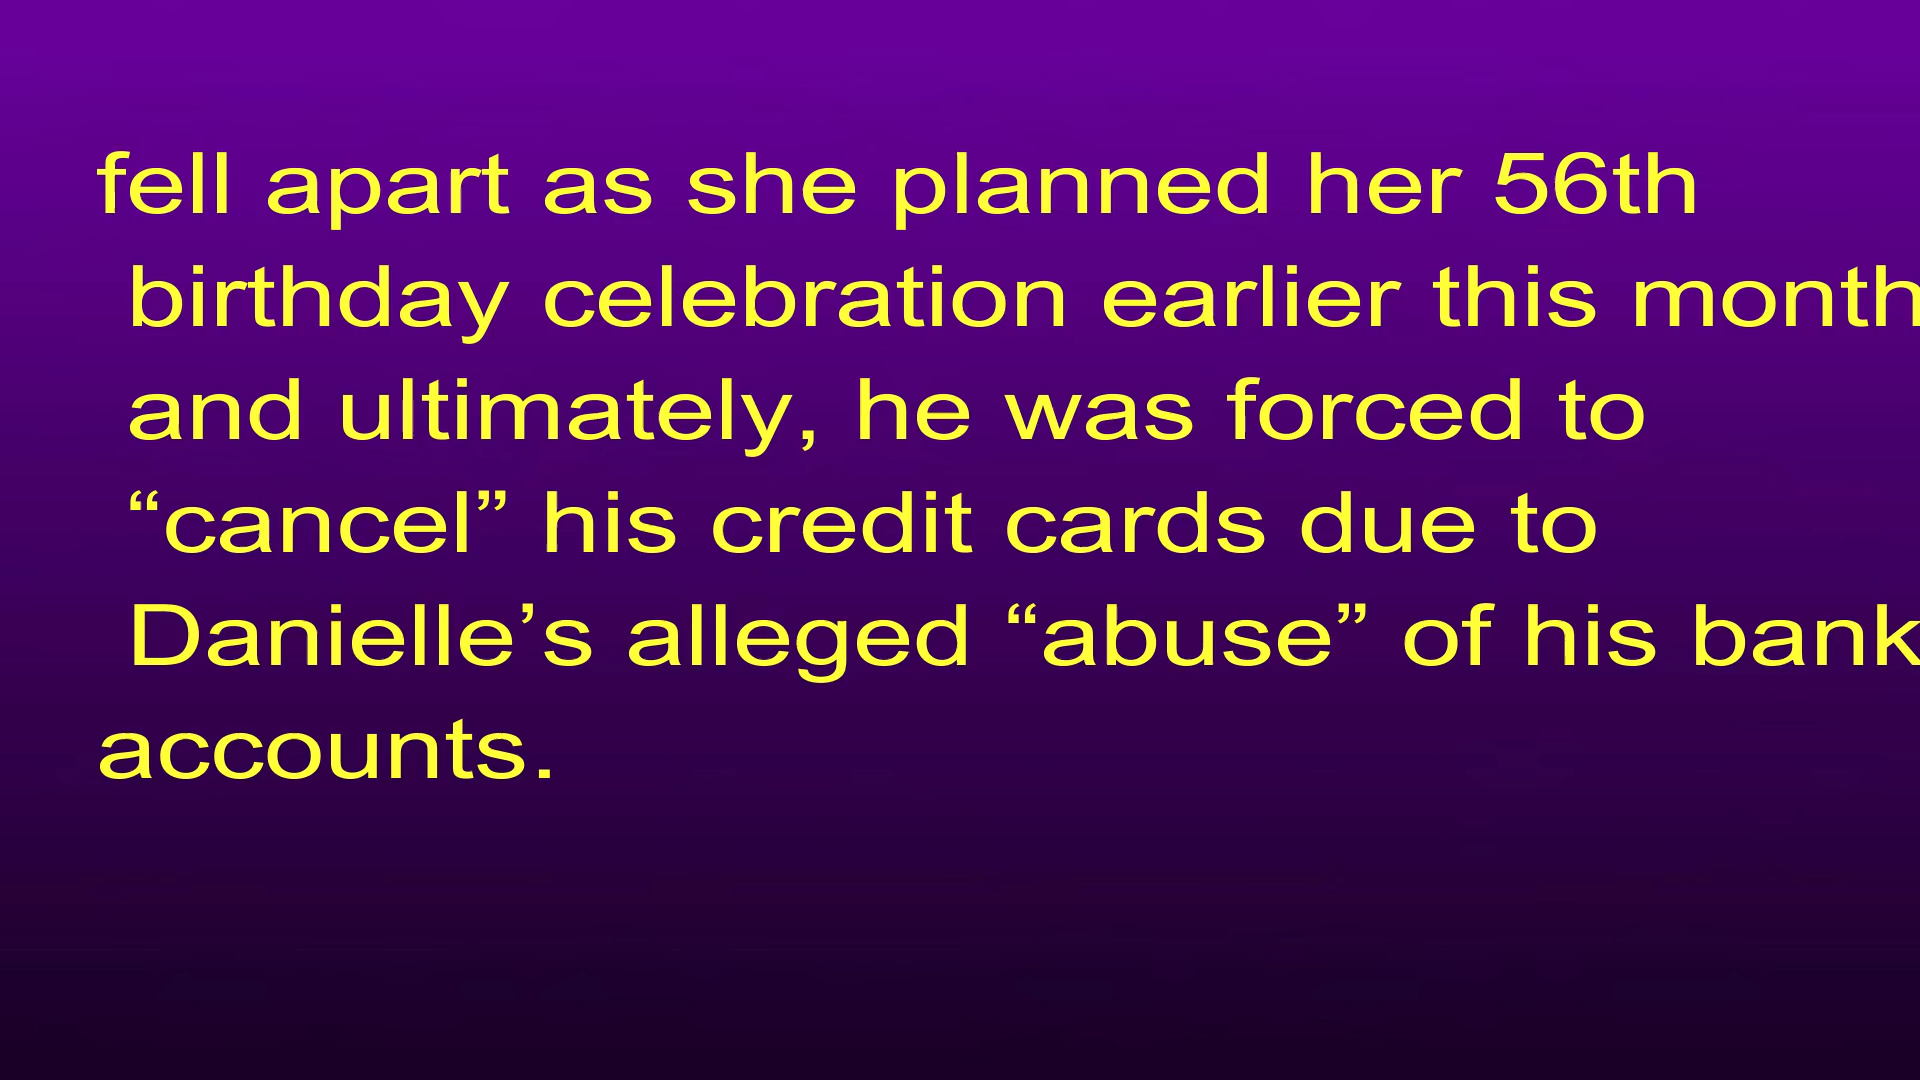 fell apart as she planned her 56th
birthday celebration earlier this month
and ultimately, he was forced to
“cancel” his credit cards due to
Danielle’s alleged “abuse” of his bank
accounts.